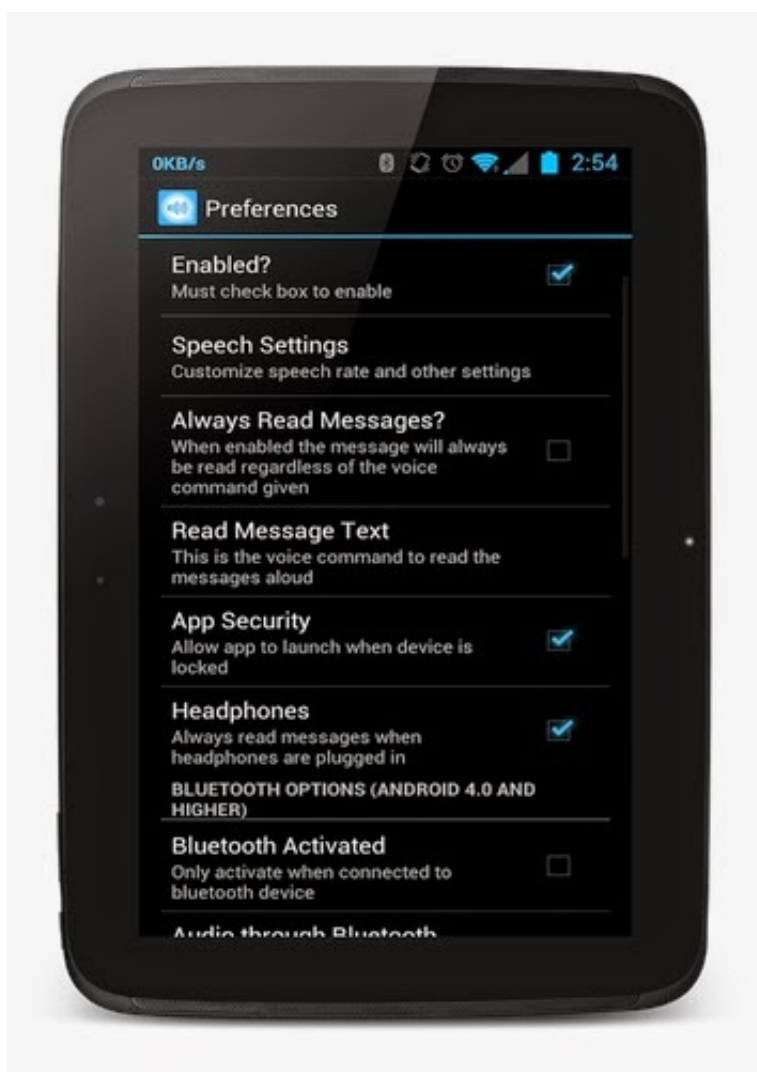 0KB/s 2:54
Preferences
Enabled?
Must check box to enable
Speech Settings
Customize speech rate and other settings
Always Read Messages?
When enabled the message will always
be read regardless of the voice
command given
Read Message Text
This is the voice command to read the
messages aloud
App Security
Allow app to launch when device is
locked
Headphones
Always read messages when
headphones are plugged in
BLUETOOTH OPTIONS (ANDROID 4.0 AND
HIGHER)
Bluetooth Activated
Only activate when connected to
bluetooth device
Audio through Bluetooth